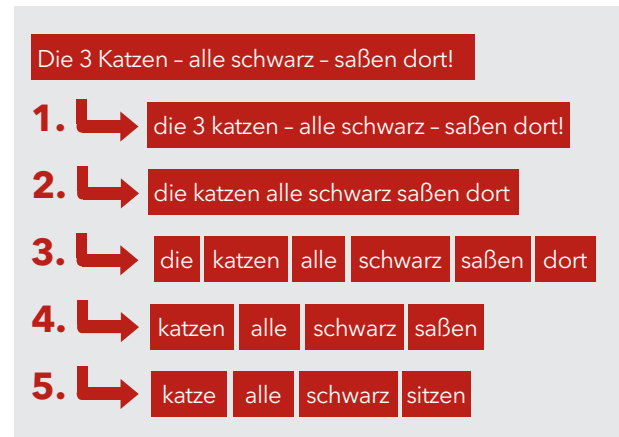 Die 3 Katzen – alle schwarz – saßen dort!
1. die 3 katzen – alle schwarz – saßen dort!
2. die katzen alle schwarz saßen dort
3. die katzen alle schwarz saßen dort
4. katzen alle schwarz saßen
5. katze alle schwarz sitzen